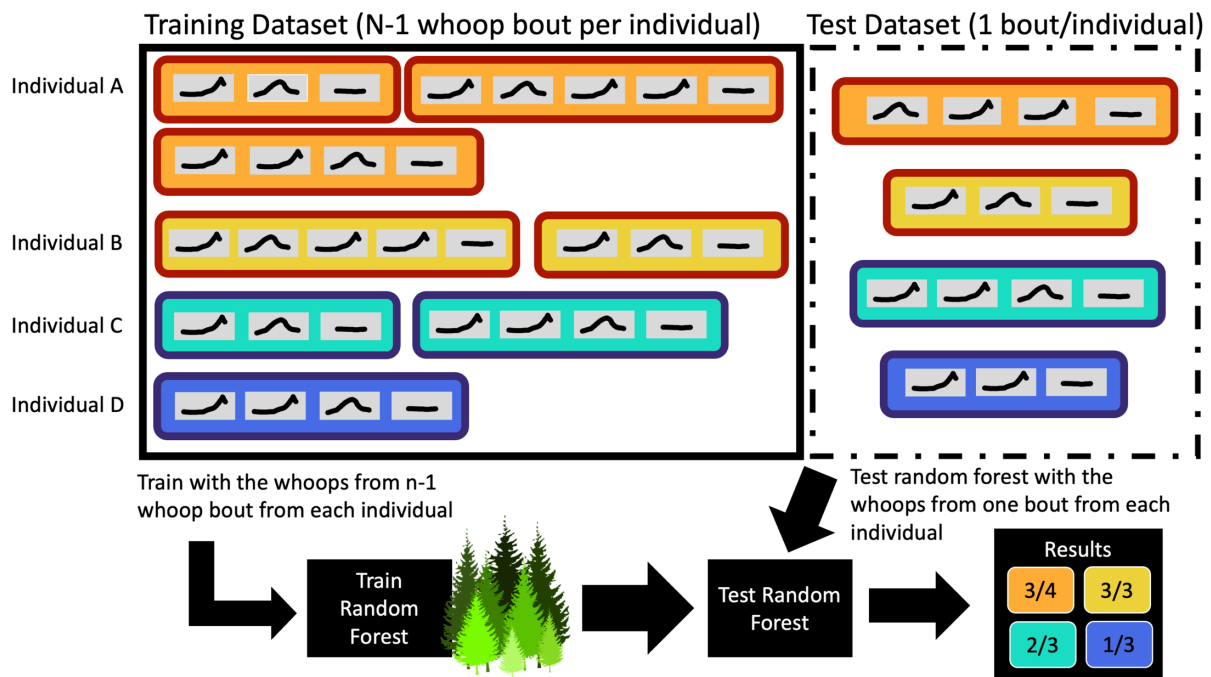 Training Dataset (N-1 whoop bout per individual)
Test Dataset (1 bout/individual)
Individual A
Individual B
Individual C
Individual D
Train with the whoops from n-1
whoop bout from each individual
Test random forest with the
whoops from one bout from each
individual
Train
Random
Forest
Test Random
Forest
Results
3/4
3/3
2/3
1/3